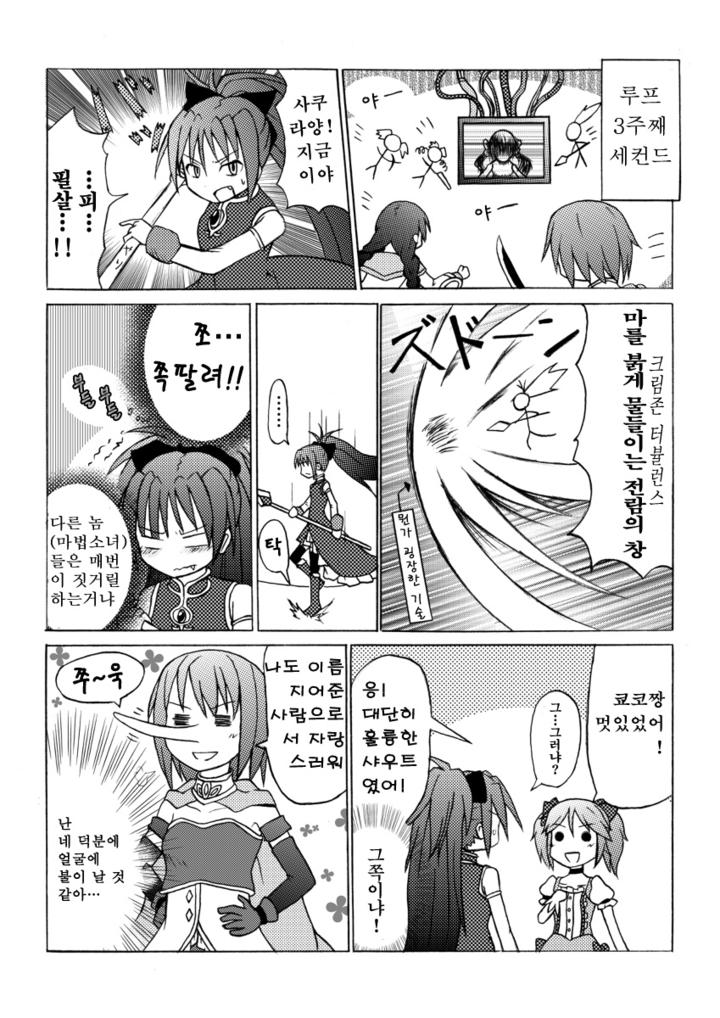 루프
3주째
세컨드
야ー
야ー
사쿠
라양!
지금
이야
…피…
필살…
…!!
크림존 터뷸런스
마를 붉게 물들이는 전람의 창
ズドーン
뭔가 굉장한 기술
……
탁
쪼…
쪽팔려!!
부들
부들
다른 놈
(마법소녀)
들은 매번
이 짓거릴
하는거냐
쿄코짱
멋있었어
!
그…그러냐?
응!
대단히
훌륭한
샤우트
였어!
그쪽이냐!
나도 이름
지어준
사람으로
서 자랑
스러워
쭈~욱
난
네 덕분에
얼굴에
불이 날 것
같아…